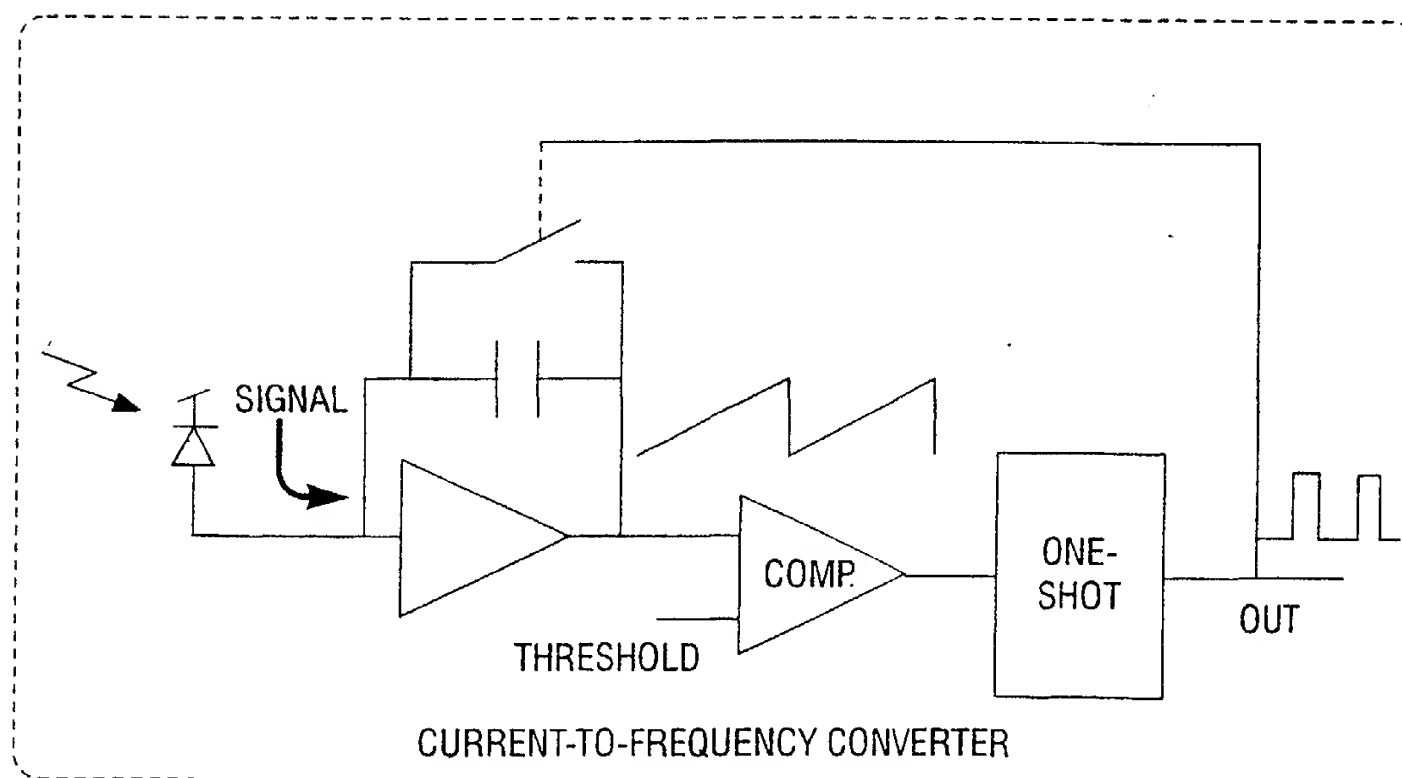 SIGNAL
COMP.
ONE-
SHOT
THRESHOLD
OUT
CURRENT-TO-FREQUENCY CONVERTER